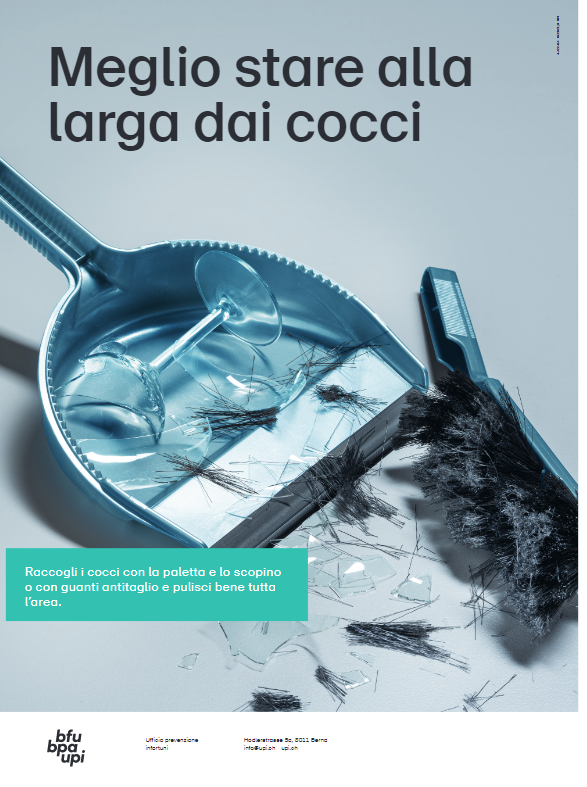 Meglio stare alla
larga dai cocci
Raccogli i cocci con la paletta e lo scopino
o con guanti antitaglio e pulisci bene tutta
l'area.
bfu
bpa
upi
Ufficio prevenzione
infortuni
Hodlerstrasse 5a, 3011 Berna
info@upi.ch upi.ch